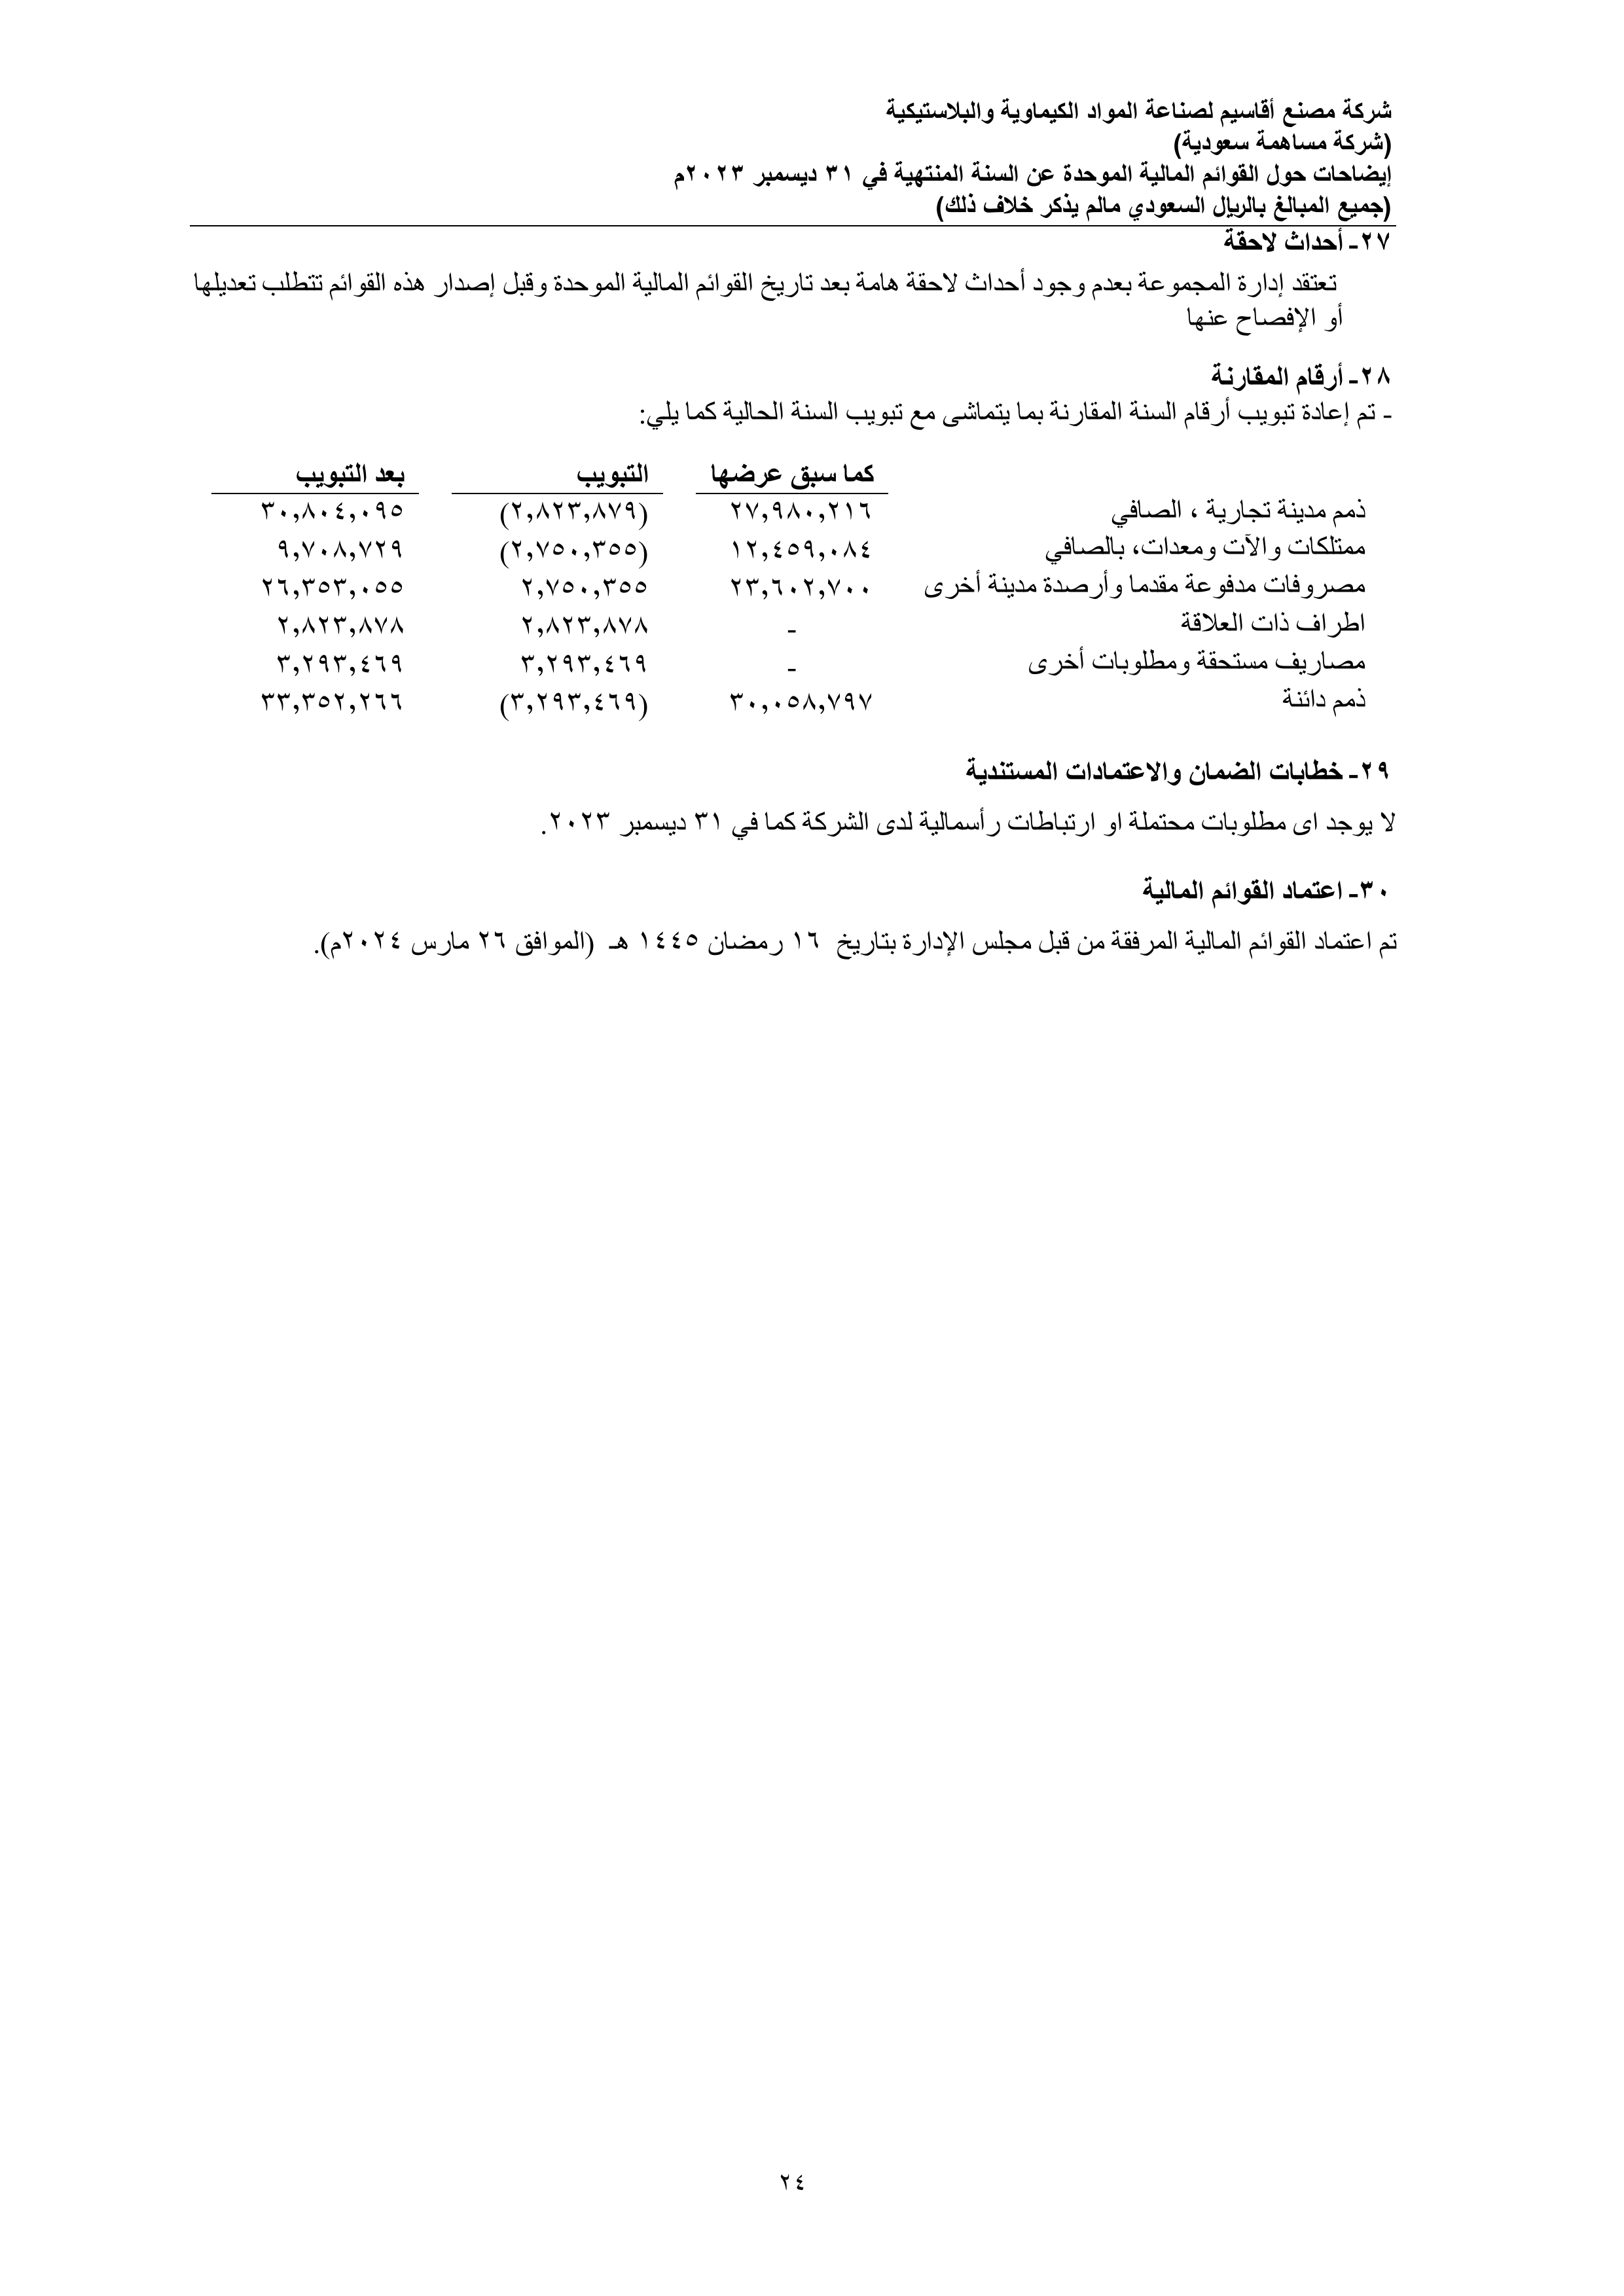 شركة مصنع أقاسيم لصناعة المواد الكيماوية والبلاستيكية
(شركة مساهمة سعودية)
إيضاحات حول القوائم المالية الموحدة عن السنة المنتهية في ٣١ ديسمبر ٢٠٢٣م
(جميع المبالغ بالريال السعودي مالم يذكر خلاف ذلك)
٢٧- أحداث لاحقة
تعتقد إدارة المجموعة بعدم وجود أحداث لاحقة هامة بعد تاريخ القوائم المالية الموحدة وقبل إصدار هذه القوائم تتطلب تعديلها
أو الإفصاح عنها
٢٨- أرقام المقارنة
- تم إعادة تبويب أرقام السنة المقارنة بما يتماشى مع تبويب السنة الحالية كما يلي:
كما سبق عرضها التبويب بعد التبويب
ذمم مدينة تجارية ، الصافي ٢٧,٩٨٠,٢١٦ (٢,٨٢٣,٨٧٩) ٣٠,٨٠٤,٠٩٥
ممتلكات والآت ومعدات، بالصافي ١٢,٤٥٩,٠٨٤ (٢,٧٥٠,٣٥٥) ٩,٧٠٨,٧٢٩
مصروفات مدفوعة مقدما وأرصدة مدينة أخرى ٢٣,٦٠٢,٧٠٠ ٢,٧٥٠,٣٥٥ ٢٦,٣٥٣,٠٥٥
اطراف ذات العلاقة - ٢,٨٢٣,٨٧٨ ٢,٨٢٣,٨٧٨
مصاريف مستحقة ومطلوبات أخرى - ٣,٢٩٣,٤٦٩ ٣,٢٩٣,٤٦٩
ذمم دائنة ٣٠,٠٥٨,٧٩٧ (٣,٢٩٣,٤٦٩) ٣٣,٣٥٢,٢٦٦
٢٩- خطابات الضمان والاعتمادات المستندية
لا يوجد اى مطلوبات محتملة او ارتباطات رأسمالية لدى الشركة كما في ٣١ ديسمبر ٢٠٢٣.
٣٠- اعتماد القوائم المالية
تم اعتماد القوائم المالية المرفقة من قبل مجلس الإدارة بتاريخ ١٦ رمضان ١٤٤٥ هـ (الموافق ٢٦ مارس ٢٠٢٤م).
٢٤